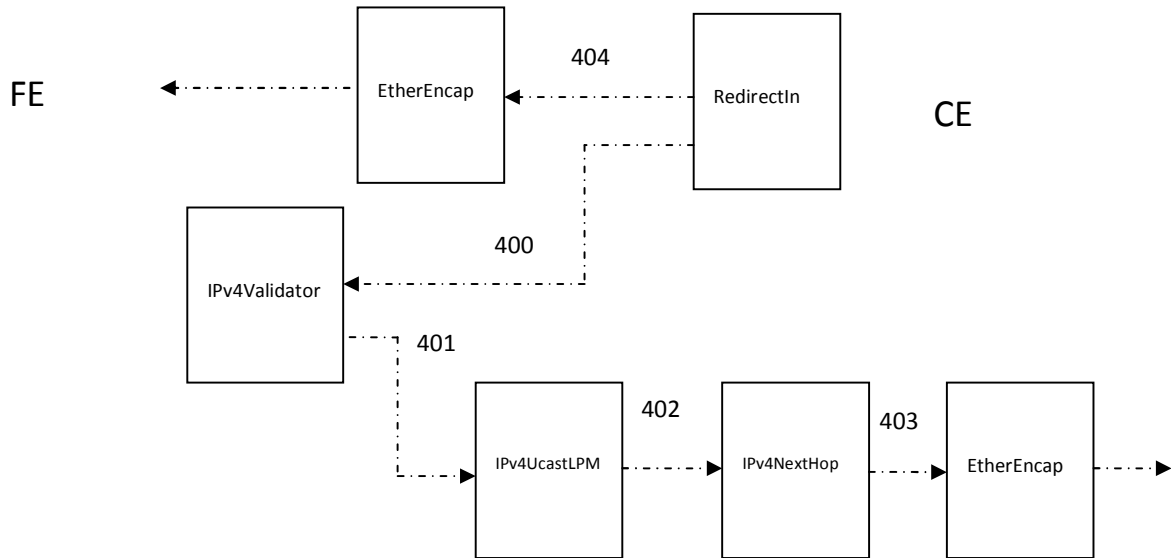 404
FE
EtherEncap
RedirectIn
CE
400
IPv4Validator
401
402
403
IPv4UcastLPM
IPv4NextHop
EtherEncap